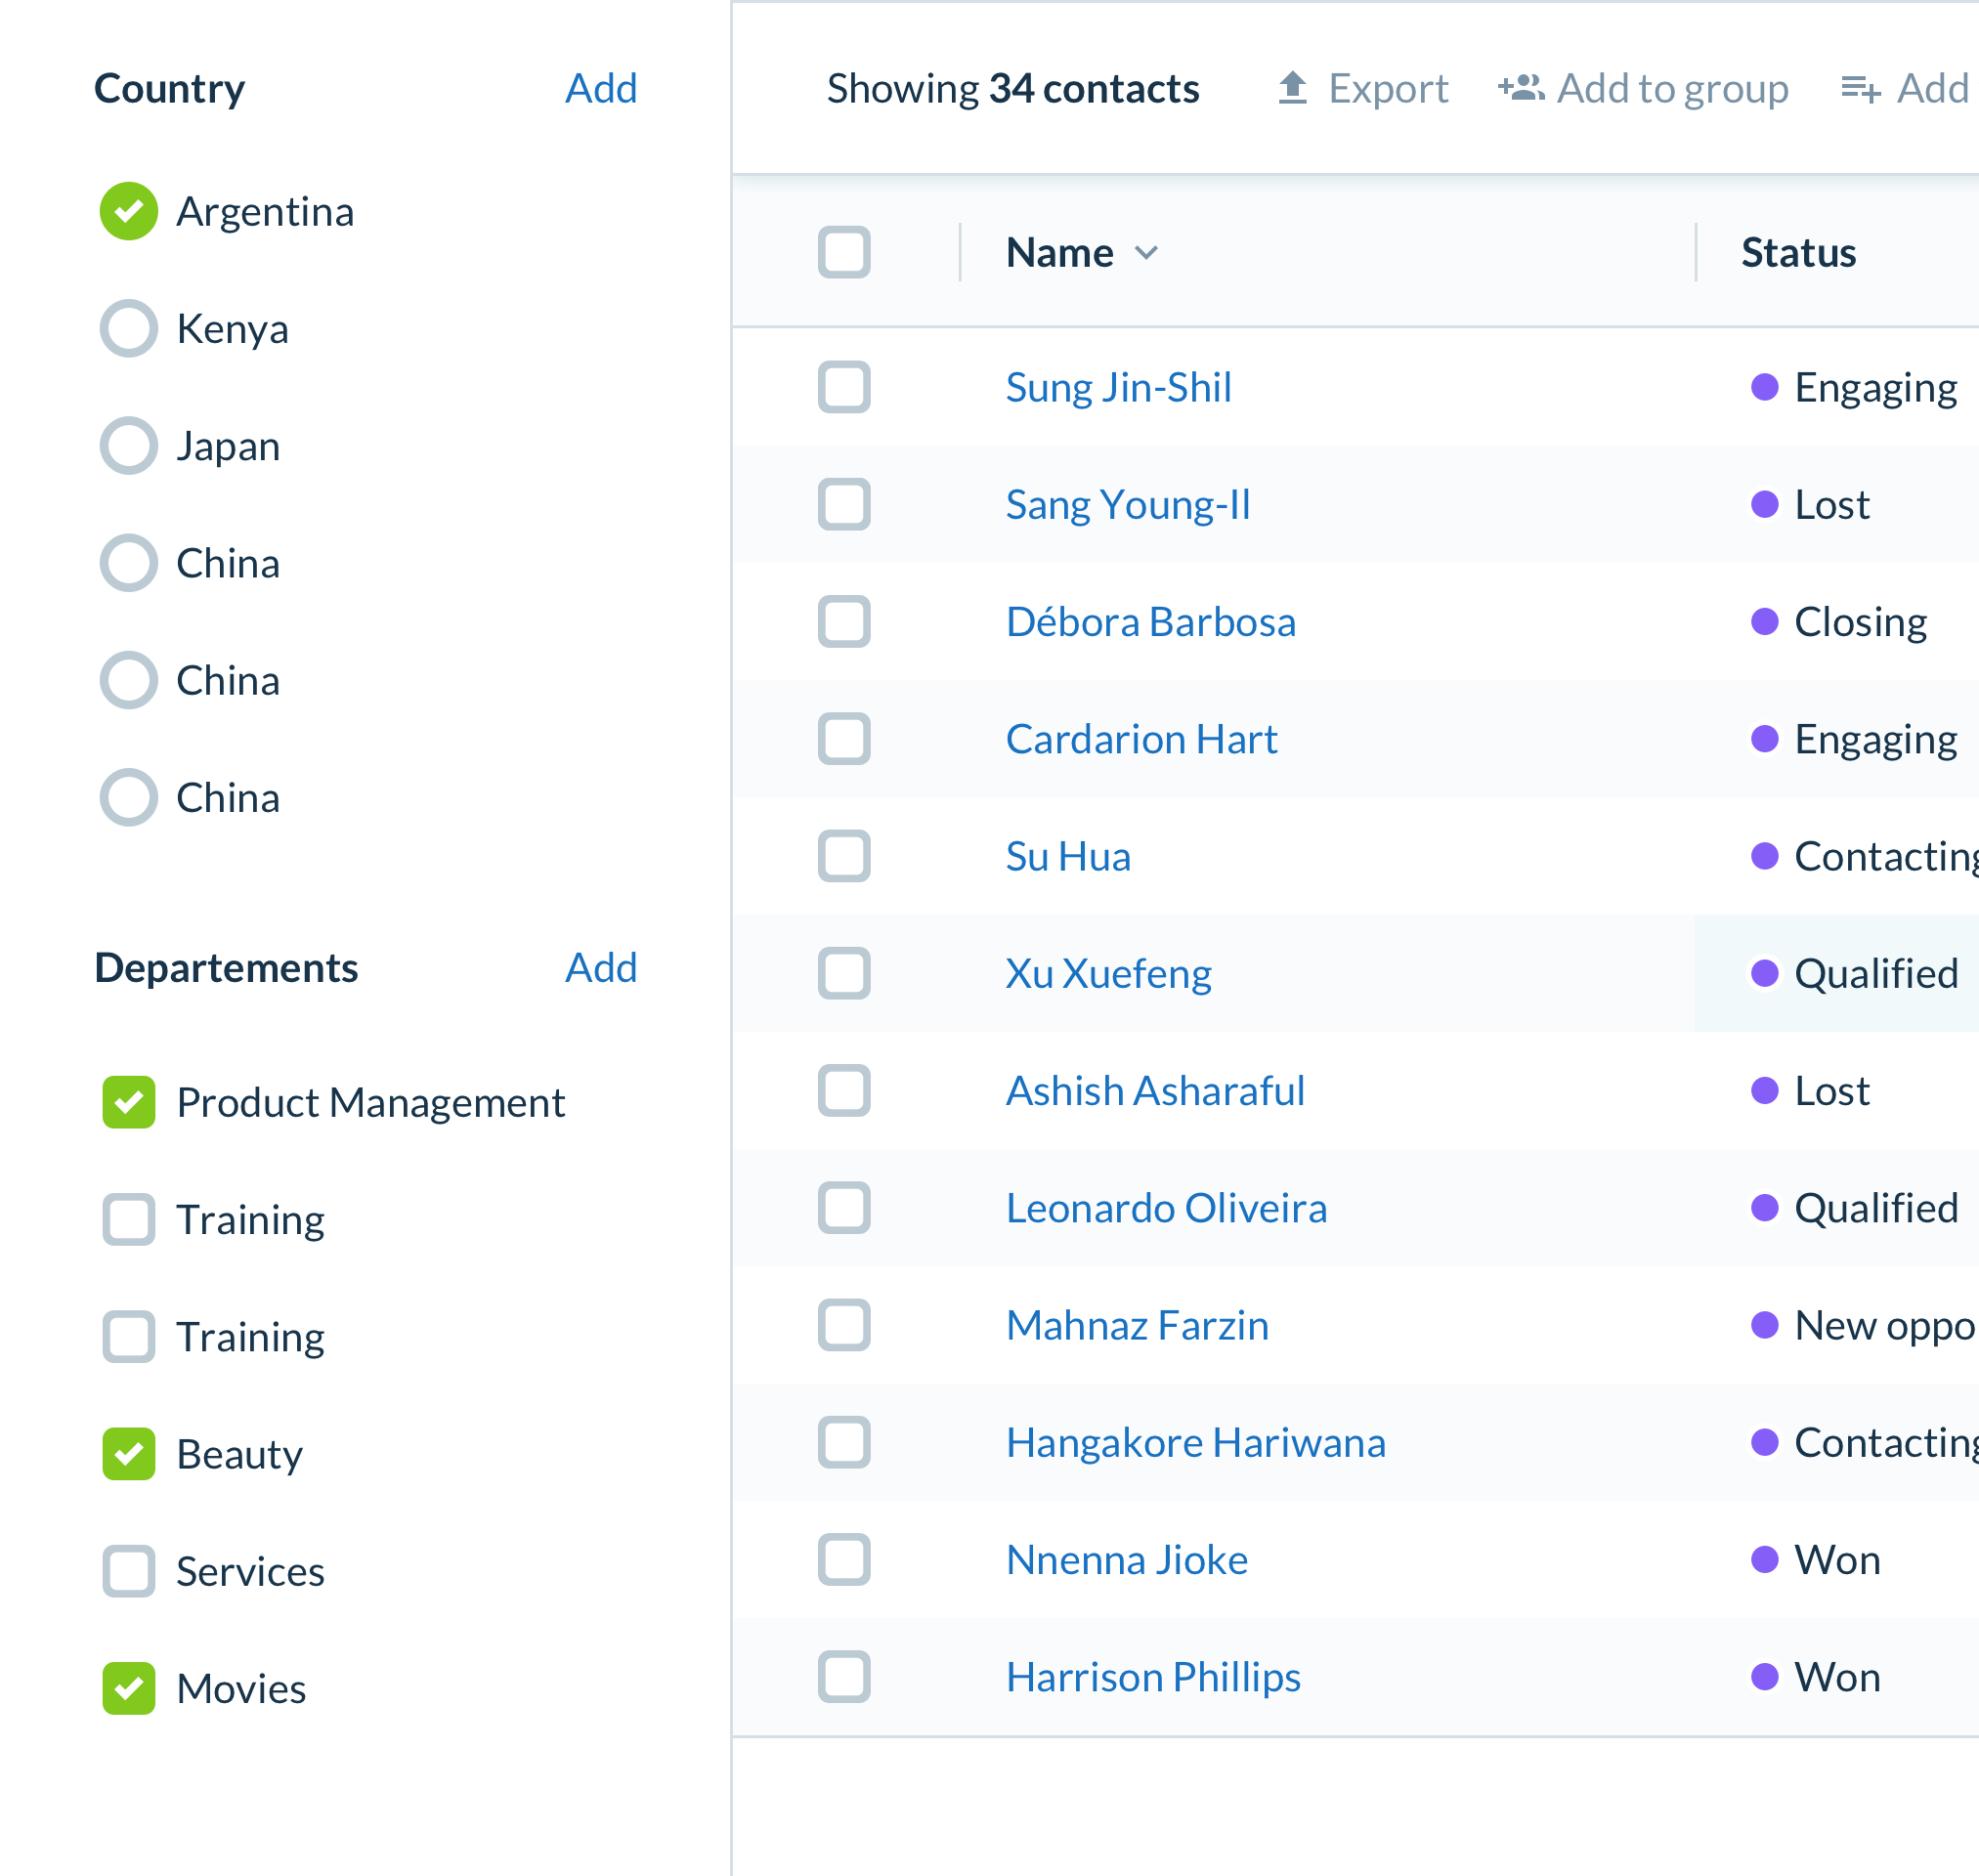 Country Add
Argentina
Kenya
Japan
China
China
China
Departements Add
Product Management
Training
Training
Beauty
Services
Movies
Showing 34 contacts Export Add to group Add
Name Status
Sung Jin-Shil Engaging
Sang Young-Il Lost
Débora Barbosa Closing
Cardarion Hart Engaging
Su Hua Contacting
Xu Xuefeng Qualified
Ashish Asharaful Lost
Leonardo Oliveira Qualified
Mahnaz Farzin New oppo
Hangakore Hariwana Contacting
Nnenna Jioke Won
Harrison Phillips Won